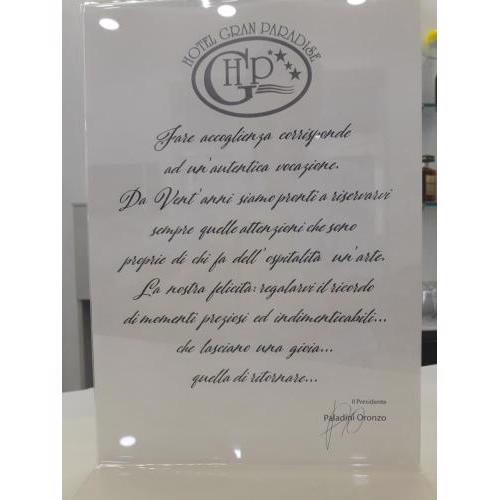 HOTEL GRAN PARADISE
GHP
Fare accoglienza corrisponde
ad un'autentica vocazione.
Da Vent'anni siamo pronti a riservarvi
sempre quelle attenzioni che sono
proprie di chi fa dell'ospitalità un'arte.
La nostra felicità: regalarvi il ricordo
di momenti preziosi ed indimenticabili...
che lasciano una gioia...
quella di ritornare...
Il Presidente
Paladini Oronzo